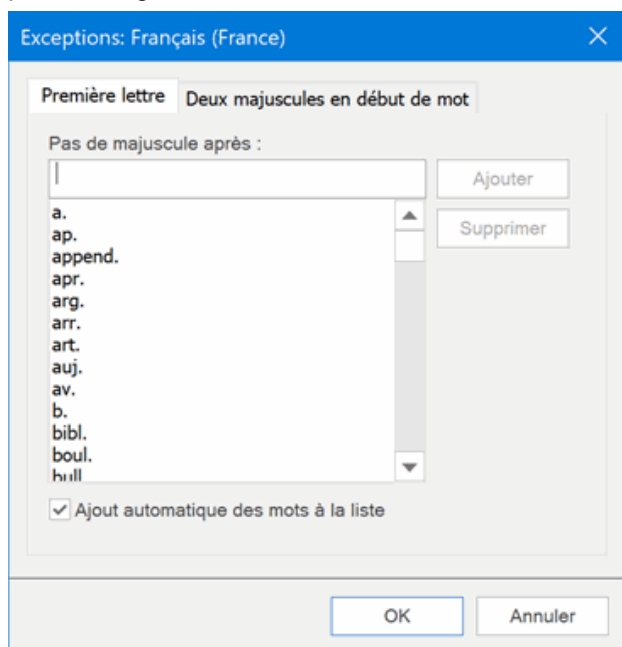 Exceptions: Français (France)
Première lettre
Deux majuscules en début de mot
Pas de majuscule après :
Ajouter
a.
Supprimer
ap.
append.
apr.
arg.
arr.
art.
auj.
av.
b.
bibl.
boul.
bull
Ajout automatique des mots à la liste
OK
Annuler